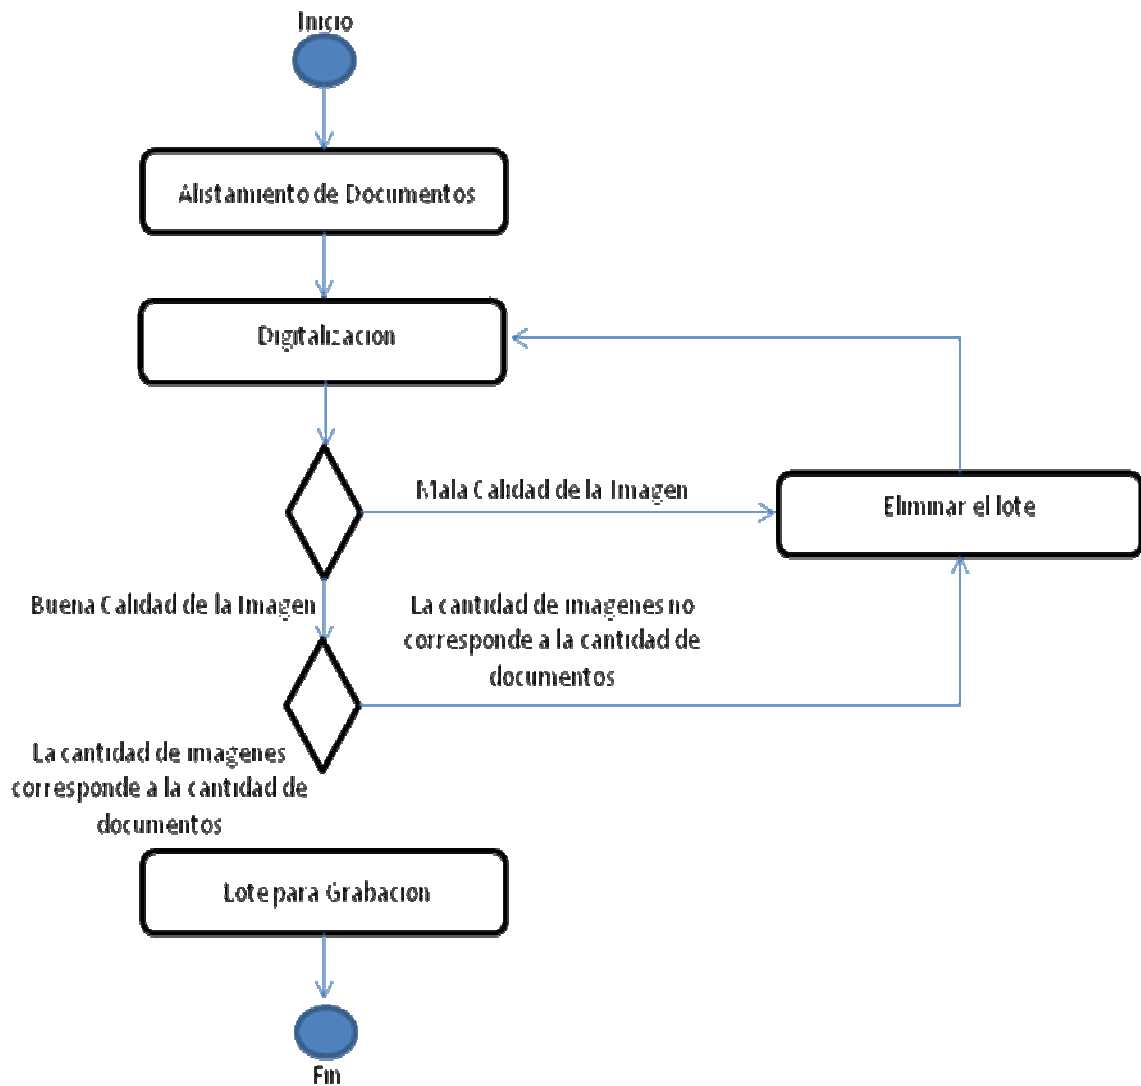 Inicio
Alistamiento de Documentos
Digitalizacion
Mala Calidad de la Imagen
Eliminar el lote
Buena Calidad de la Imagen
La cantidad de imagenes no
corresponde a la cantidad de
documentos
La cantidad de imagenes
corresponde a la cantidad de
documentos
Lote para Grabacion
Fin